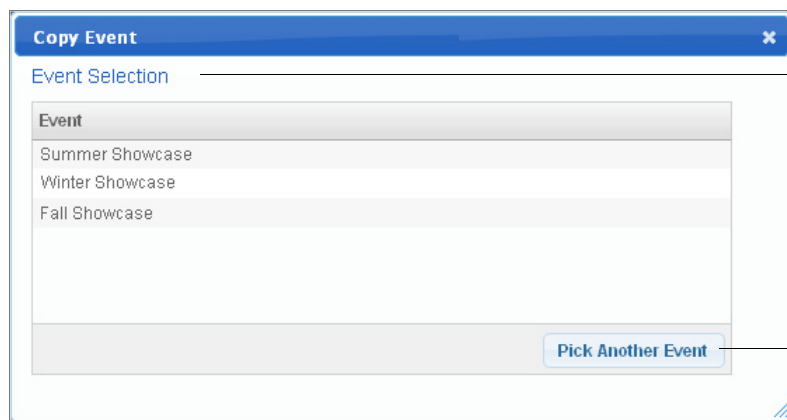 Copy Event
Event Selection
Event
Summer Showcase
Winter Showcase
Fall Showcase
Pick Another Event